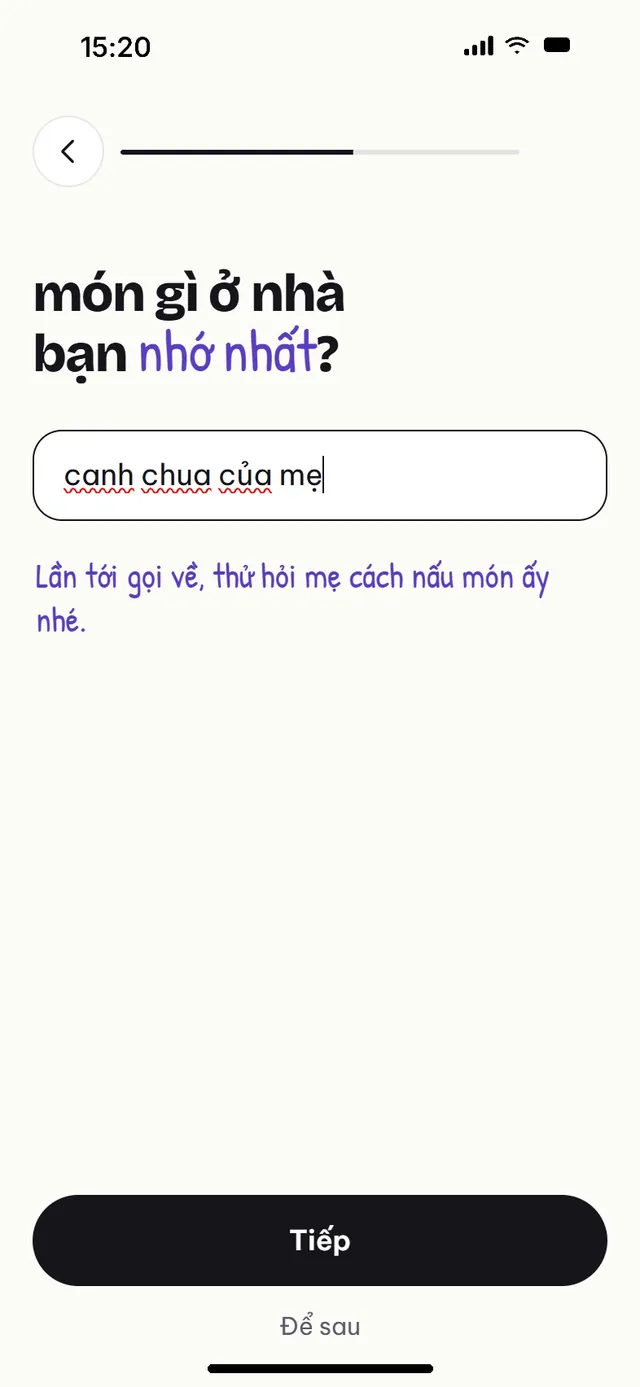 15:20
món gì ở nhà
bạn nhớ nhất?
canh chua của mẹ
Lần tới gọi về, thử hỏi mẹ cách nấu món ấy
nhé.
Tiếp
Để sau